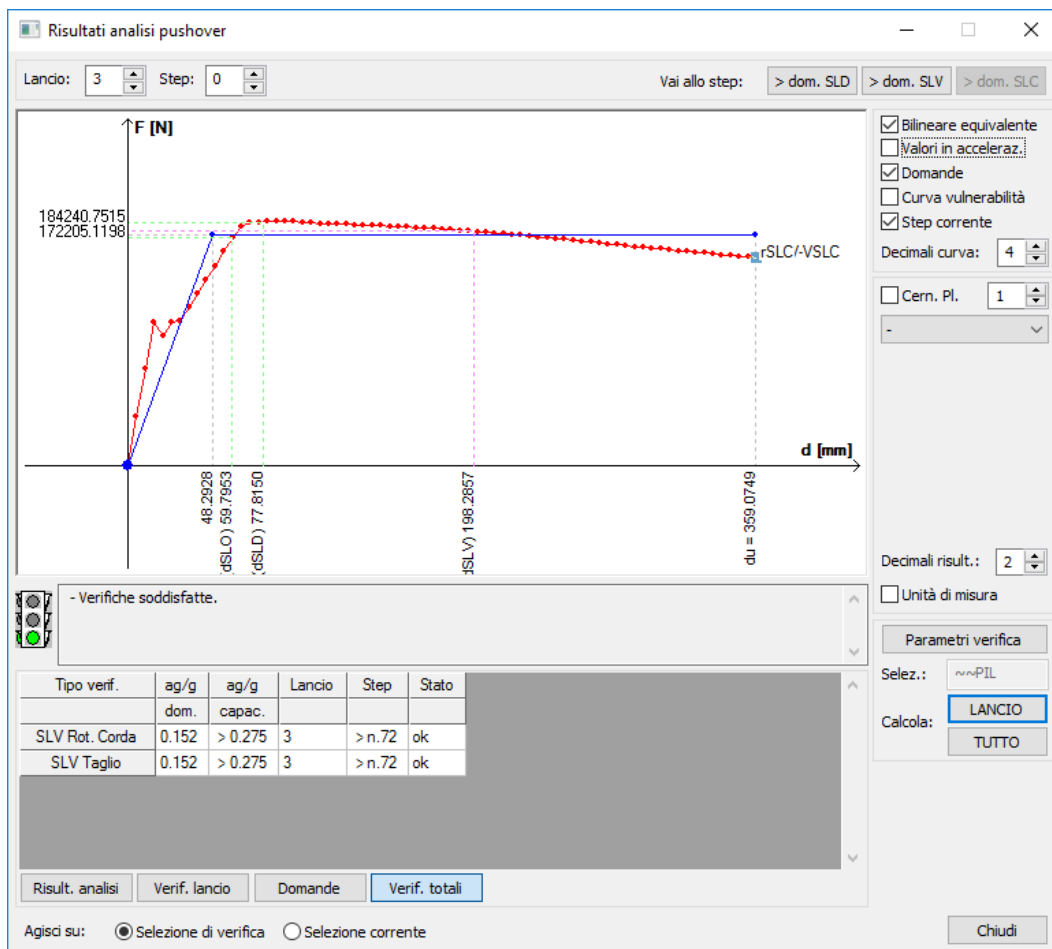 Risultati analisi pushover
Lancio: 3 Step: 0 Vai allo step: > dom. SLD > dom. SLV > dom. SLC
F [N]
184240.7515
172205.1198
rSLC/-VSLC
d [mm]
48.2928
(dSLO) 59.7953
(dSLD) 77.8150
dSLV) 198.2857
du = 359.0749
Bilineare equivalente
Valori in acceleraz.
Domande
Curva vulnerabilità
Step corrente
Decimali curva: 4
Cern. Pl. 1
-
Decimali risult.: 2
Unità di misura
- Verifiche soddisfatte.
Parametri verifica
Selez.: ~~PIL
Calcola: LANCIO
TUTTO
Tipo verif. ag/g ag/g Lancio Step Stato
dom. capac.
SLV Rot. Corda 0.152 > 0.275 3 > n.72 ok
SLV Taglio 0.152 > 0.275 3 > n.72 ok
Risult. analisi Verif. lancio Domande Verif. totali
Agisci su: Selezione di verifica Selezione corrente Chiudi